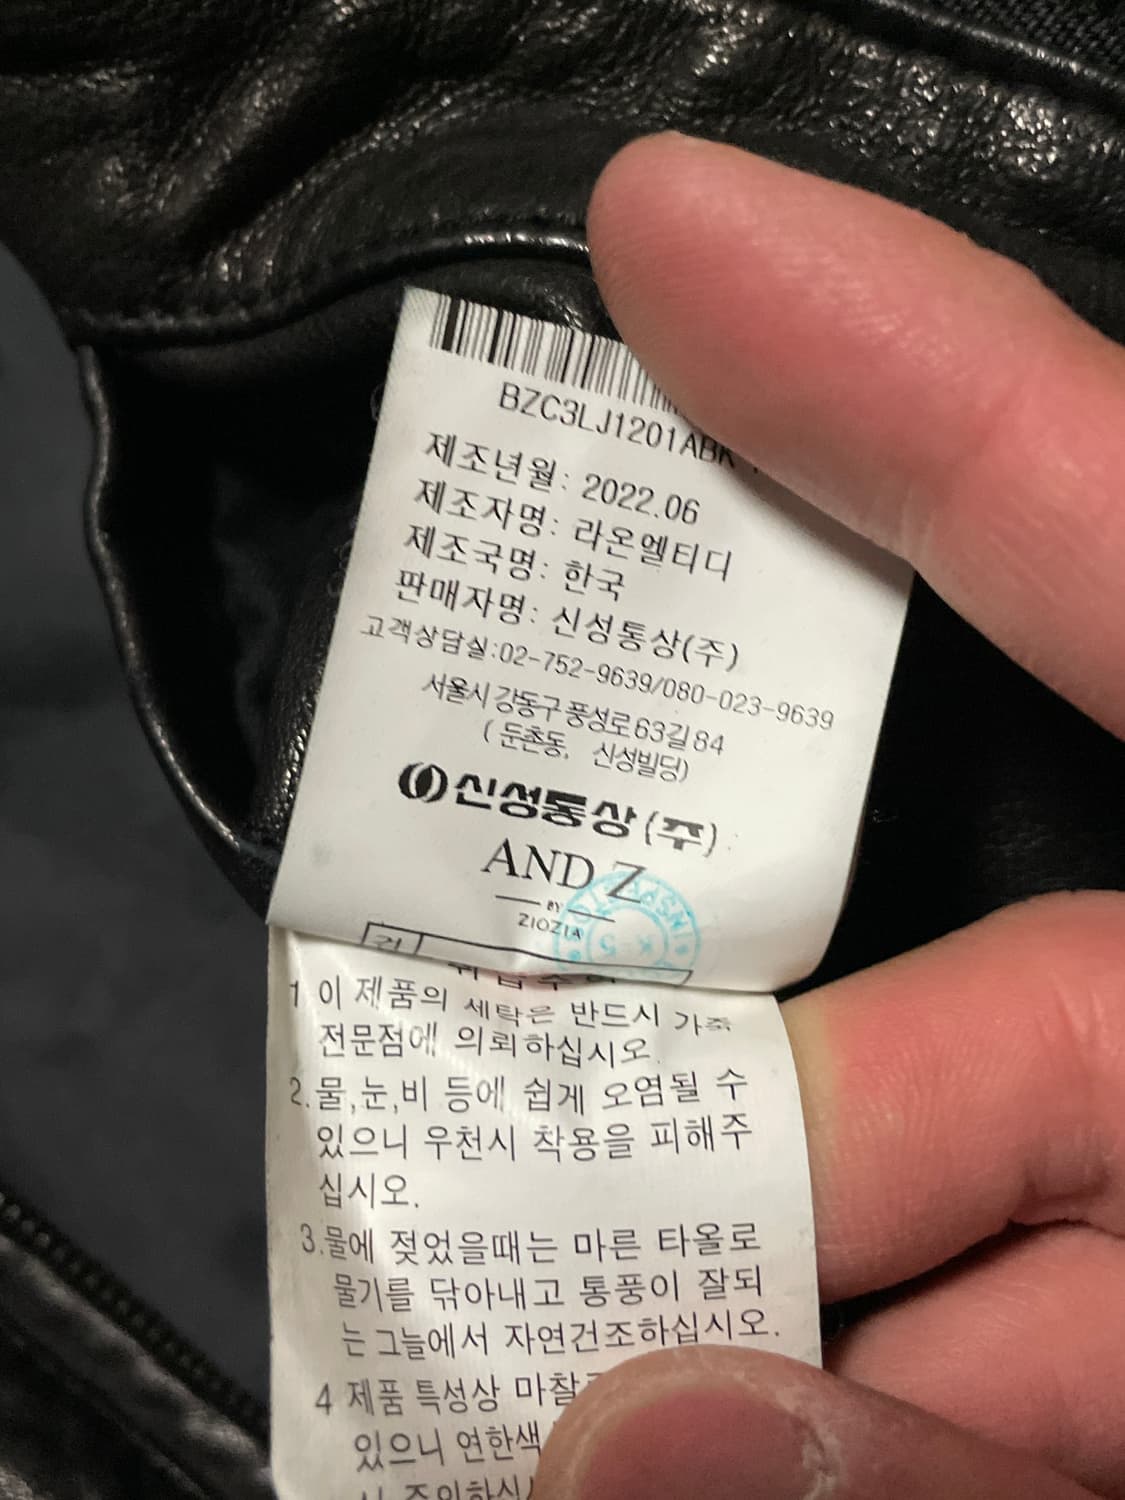 BZC3LJ1201ABK
제조년월: 2022.06
제조자명: 라온엘티디
제조국명: 한국
판매자명: 신성통상(주)
고객상담실:02-752-9639/080-023-9639
서울시 강동구 풍성로63길 84
(둔촌동, 신성빌딩)
신성통상(주)
AND Z
BY
ZIOZIA
INSPECTOR
K 5
1.이 제품의 세탁은 반드시 가죽
전문점에 의뢰하십시오.
2.물,눈,비 등에 쉽게 오염될 수
있으니 우천시 착용을 피해주
십시오.
3.물에 젖었을때는 마른 타올로
물기를 닦아내고 통풍이 잘되
는 그늘에서 자연건조하십시오.
4 제품 특성상 마찰
있으니 연한색